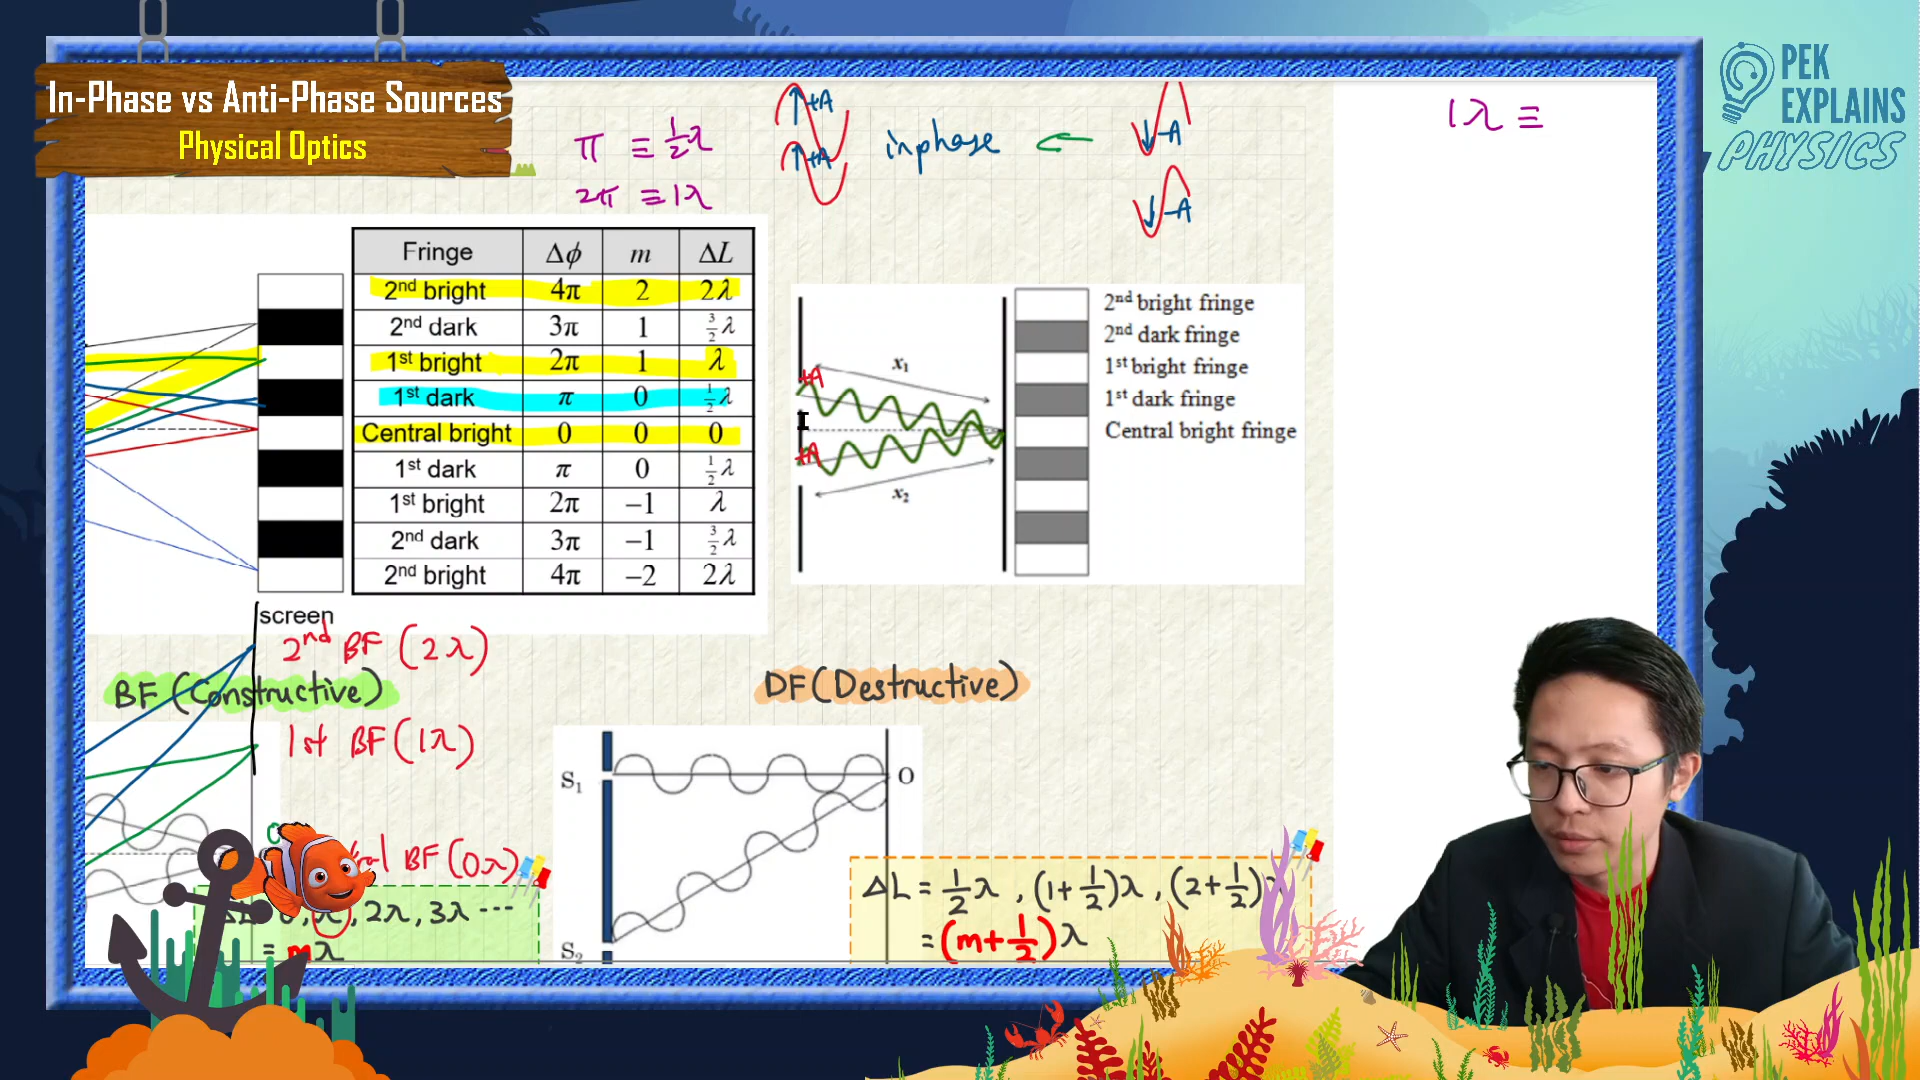 In-Phase vs Anti-Phase Sources
Physical Optics
PEK
EXPLAINS
PHYSICS
π ≡ ½λ
2π ≡ 1λ
+A
+A
inphase ←
-A
-A
1λ ≡
Fringe Δϕ m ΔL
2nd bright 4π 2 2λ
2nd dark 3π 1 3/2 λ
1st bright 2π 1 λ
1st dark π 0 1/2 λ
Central bright 0 0 0
1st dark π 0 1/2 λ
1st bright 2π −1 λ
2nd dark 3π −1 3/2 λ
2nd bright 4π −2 2λ
screen
+A
+A
x1
x2
2nd bright fringe
2nd dark fringe
1st bright fringe
1st dark fringe
Central bright fringe
2nd BF (2λ)
BF (Constructive)
1st BF (1λ)
BF (0λ)
2λ, 3λ ...
= mλ
DF (Destructive)
S1
O
S2
ΔL = ½λ, (1+½)λ, (2+½)
= (m+½)λ